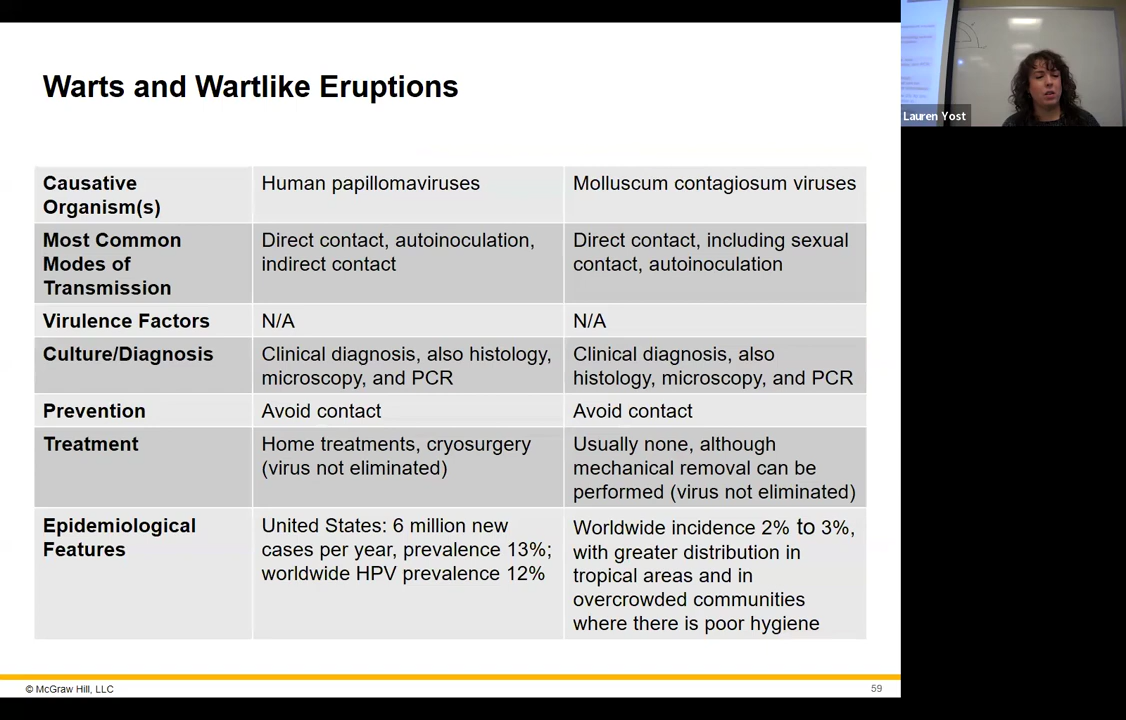 Warts and Wartlike Eruptions
Lauren Yost
Causative
Organism(s)
Human papillomaviruses
Molluscum contagiosum viruses
Most Common
Modes of
Transmission
Direct contact, autoinoculation,
indirect contact
Direct contact, including sexual
contact, autoinoculation
Virulence Factors
N/A
N/A
Culture/Diagnosis
Clinical diagnosis, also histology,
microscopy, and PCR
Clinical diagnosis, also
histology, microscopy, and PCR
Prevention
Avoid contact
Avoid contact
Treatment
Home treatments, cryosurgery
(virus not eliminated)
Usually none, although
mechanical removal can be
performed (virus not eliminated)
Epidemiological
Features
United States: 6 million new
cases per year, prevalence 13%;
worldwide HPV prevalence 12%
Worldwide incidence 2% to 3%,
with greater distribution in
tropical areas and in
overcrowded communities
where there is poor hygiene
© McGraw Hill, LLC
59